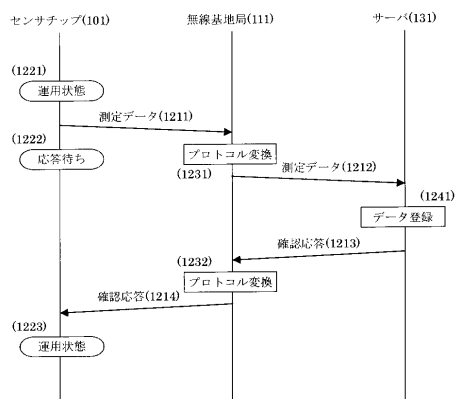 センサチップ(101)
無線基地局(111)
サーバ(131)
(1221)
運用状態
測定データ(1211)
(1222)
応答待ち
プロトコル変換
(1231)
測定データ(1212)
(1241)
データ登録
確認応答(1213)
(1232)
プロトコル変換
確認応答(1214)
(1223)
運用状態